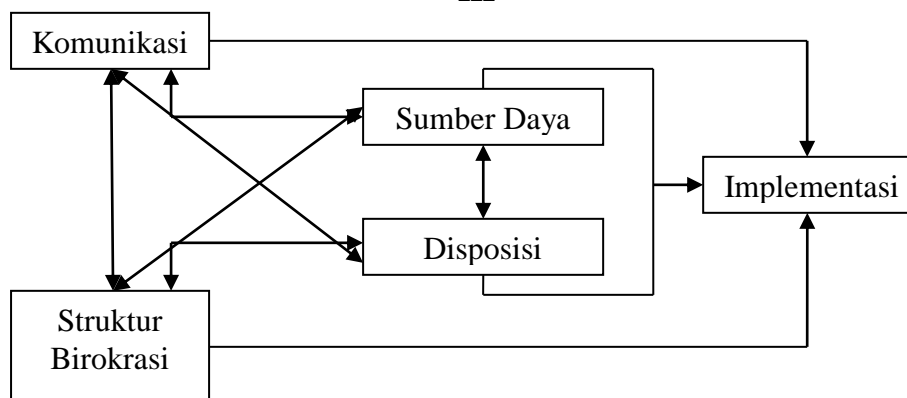 Komunikasi
Sumber Daya
Implementasi
Disposisi
Struktur
Birokrasi